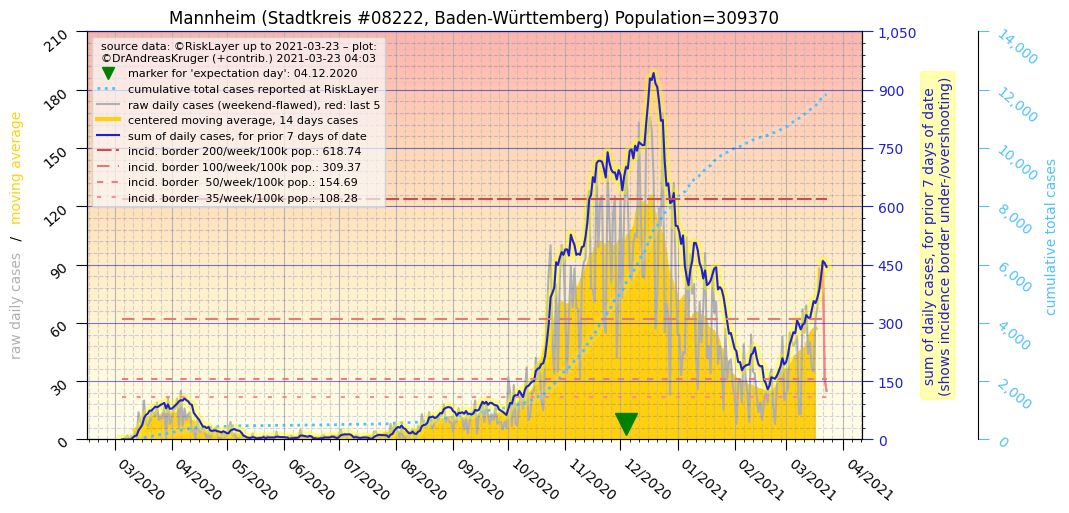 Mannheim (Stadtkreis #08222, Baden-Württemberg) Population=309370
source data: ©RiskLayer up to 2021-03-23 – plot:
©DrAndreasKruger (+contrib.) 2021-03-23 04:03
marker for 'expectation day': 04.12.2020
cumulative total cases reported at RiskLayer
raw daily cases (weekend-flawed), red: last 5
centered moving average, 14 days cases
sum of daily cases, for prior 7 days of date
incid. border 200/week/100k pop.: 618.74
incid. border 100/week/100k pop.: 309.37
incid. border  50/week/100k pop.: 154.69
incid. border  35/week/100k pop.: 108.28
raw daily cases / moving average
210
180
150
120
90
60
30
0
03/2020
04/2020
05/2020
06/2020
07/2020
08/2020
09/2020
10/2020
11/2020
12/2020
01/2021
02/2021
03/2021
04/2021
1,050
900
750
600
450
300
150
0
sum of daily cases, for prior 7 days of date
(shows incidence border under-/overshooting)
14,000
12,000
10,000
8,000
6,000
4,000
2,000
0
cumulative total cases